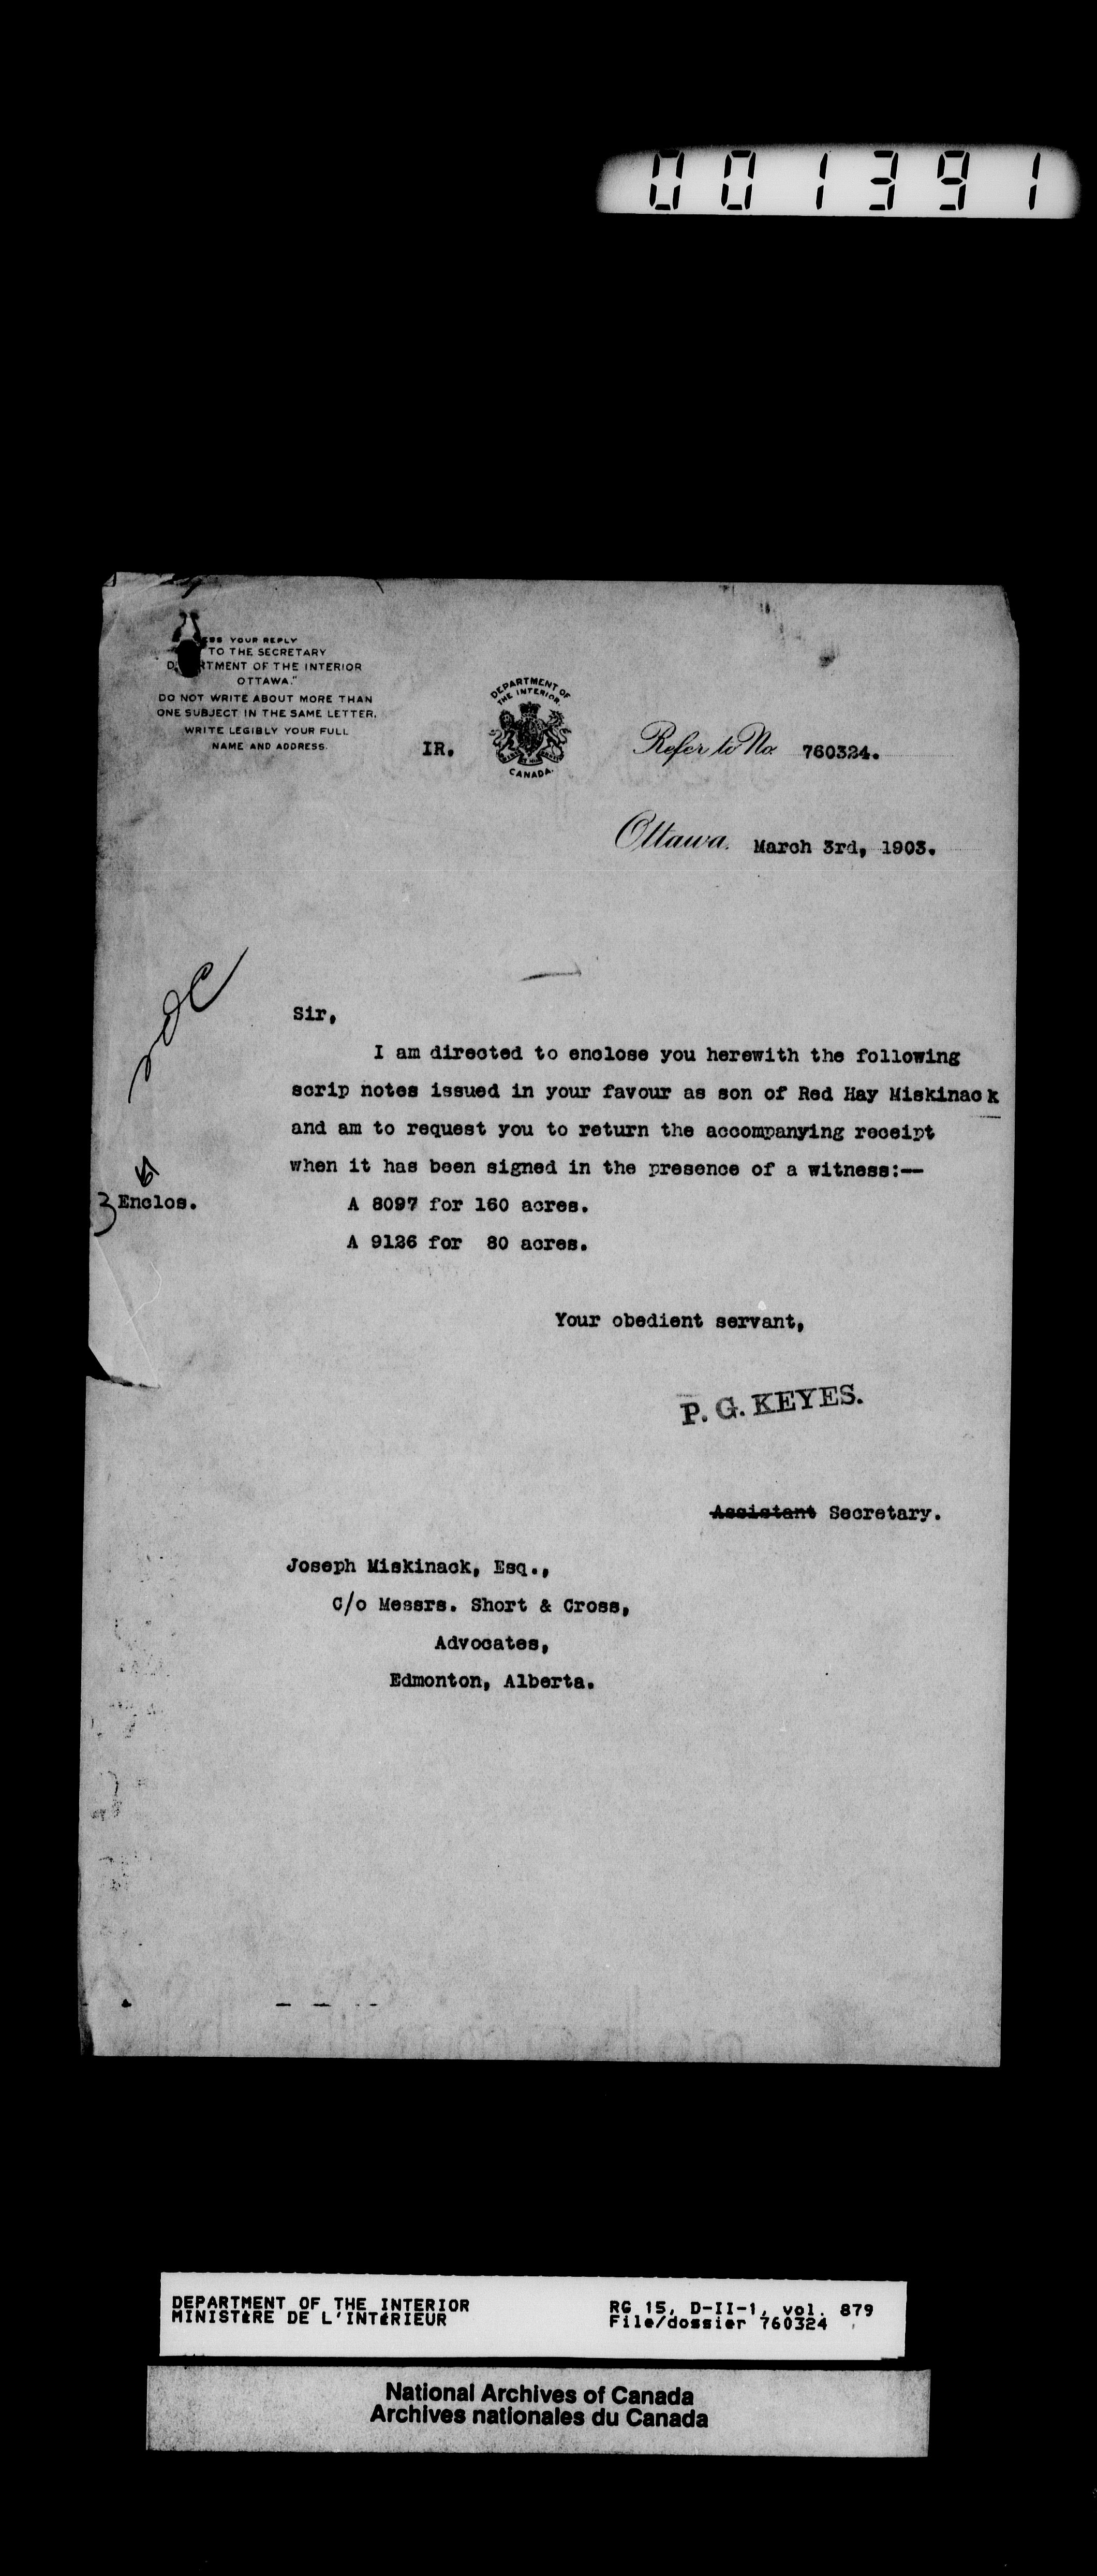 001391
YOUR REPLY
TO THE SECRETARY
OF THE INTERIOR
OTTAWA."
DO NOT WRITE ABOUT MORE THAN
ONE SUBJECT IN THE SAME LETTER.
WRITE LEGIBLY YOUR FULL
NAME AND ADDRESS.
IR.
DEPARTMENT OF
THE INTERIOR
CANADA.
Refer to No 760324.
Ottawa. March 3rd, 1903.
Sir,
I am directed to enclose you herewith the following
scrip notes issued in your favour as son of Red Hay Miskinack
and am to request you to return the accompanying receipt
when it has been signed in the presence of a witness:--
3 Enclos.
A 8097 for 160 acres.
A 9126 for 80 acres.
Your obedient servant,
P. G. KEYES.
Assistant Secretary.
Joseph Miskinack, Esq.,
C/o Messrs. Short & Cross,
Advocates,
Edmonton, Alberta.
DEPARTMENT OF THE INTERIOR
MINISTÈRE DE L'INTÉRIEUR
RG 15, D-II-1, vol. 879
File/dossier 760324
National Archives of Canada
Archives nationales du Canada